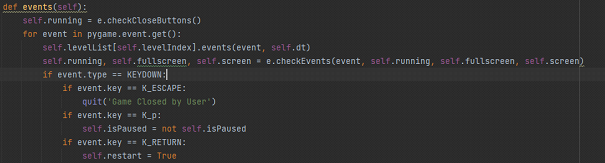 def events(self):
    self.running = e.checkCloseButtons()
    for event in pygame.event.get():
        self.levelList[self.levelIndex].events(event, self.dt)
        self.running, self.fullscreen, self.screen = e.checkEvents(event, self.running, self.fullscreen, self.screen)
        if event.type == KEYDOWN:
            if event.key == K_ESCAPE:
                quit('Game Closed by User')
            if event.key == K_p:
                self.isPaused = not self.isPaused
            if event.key == K_RETURN:
                self.restart = True